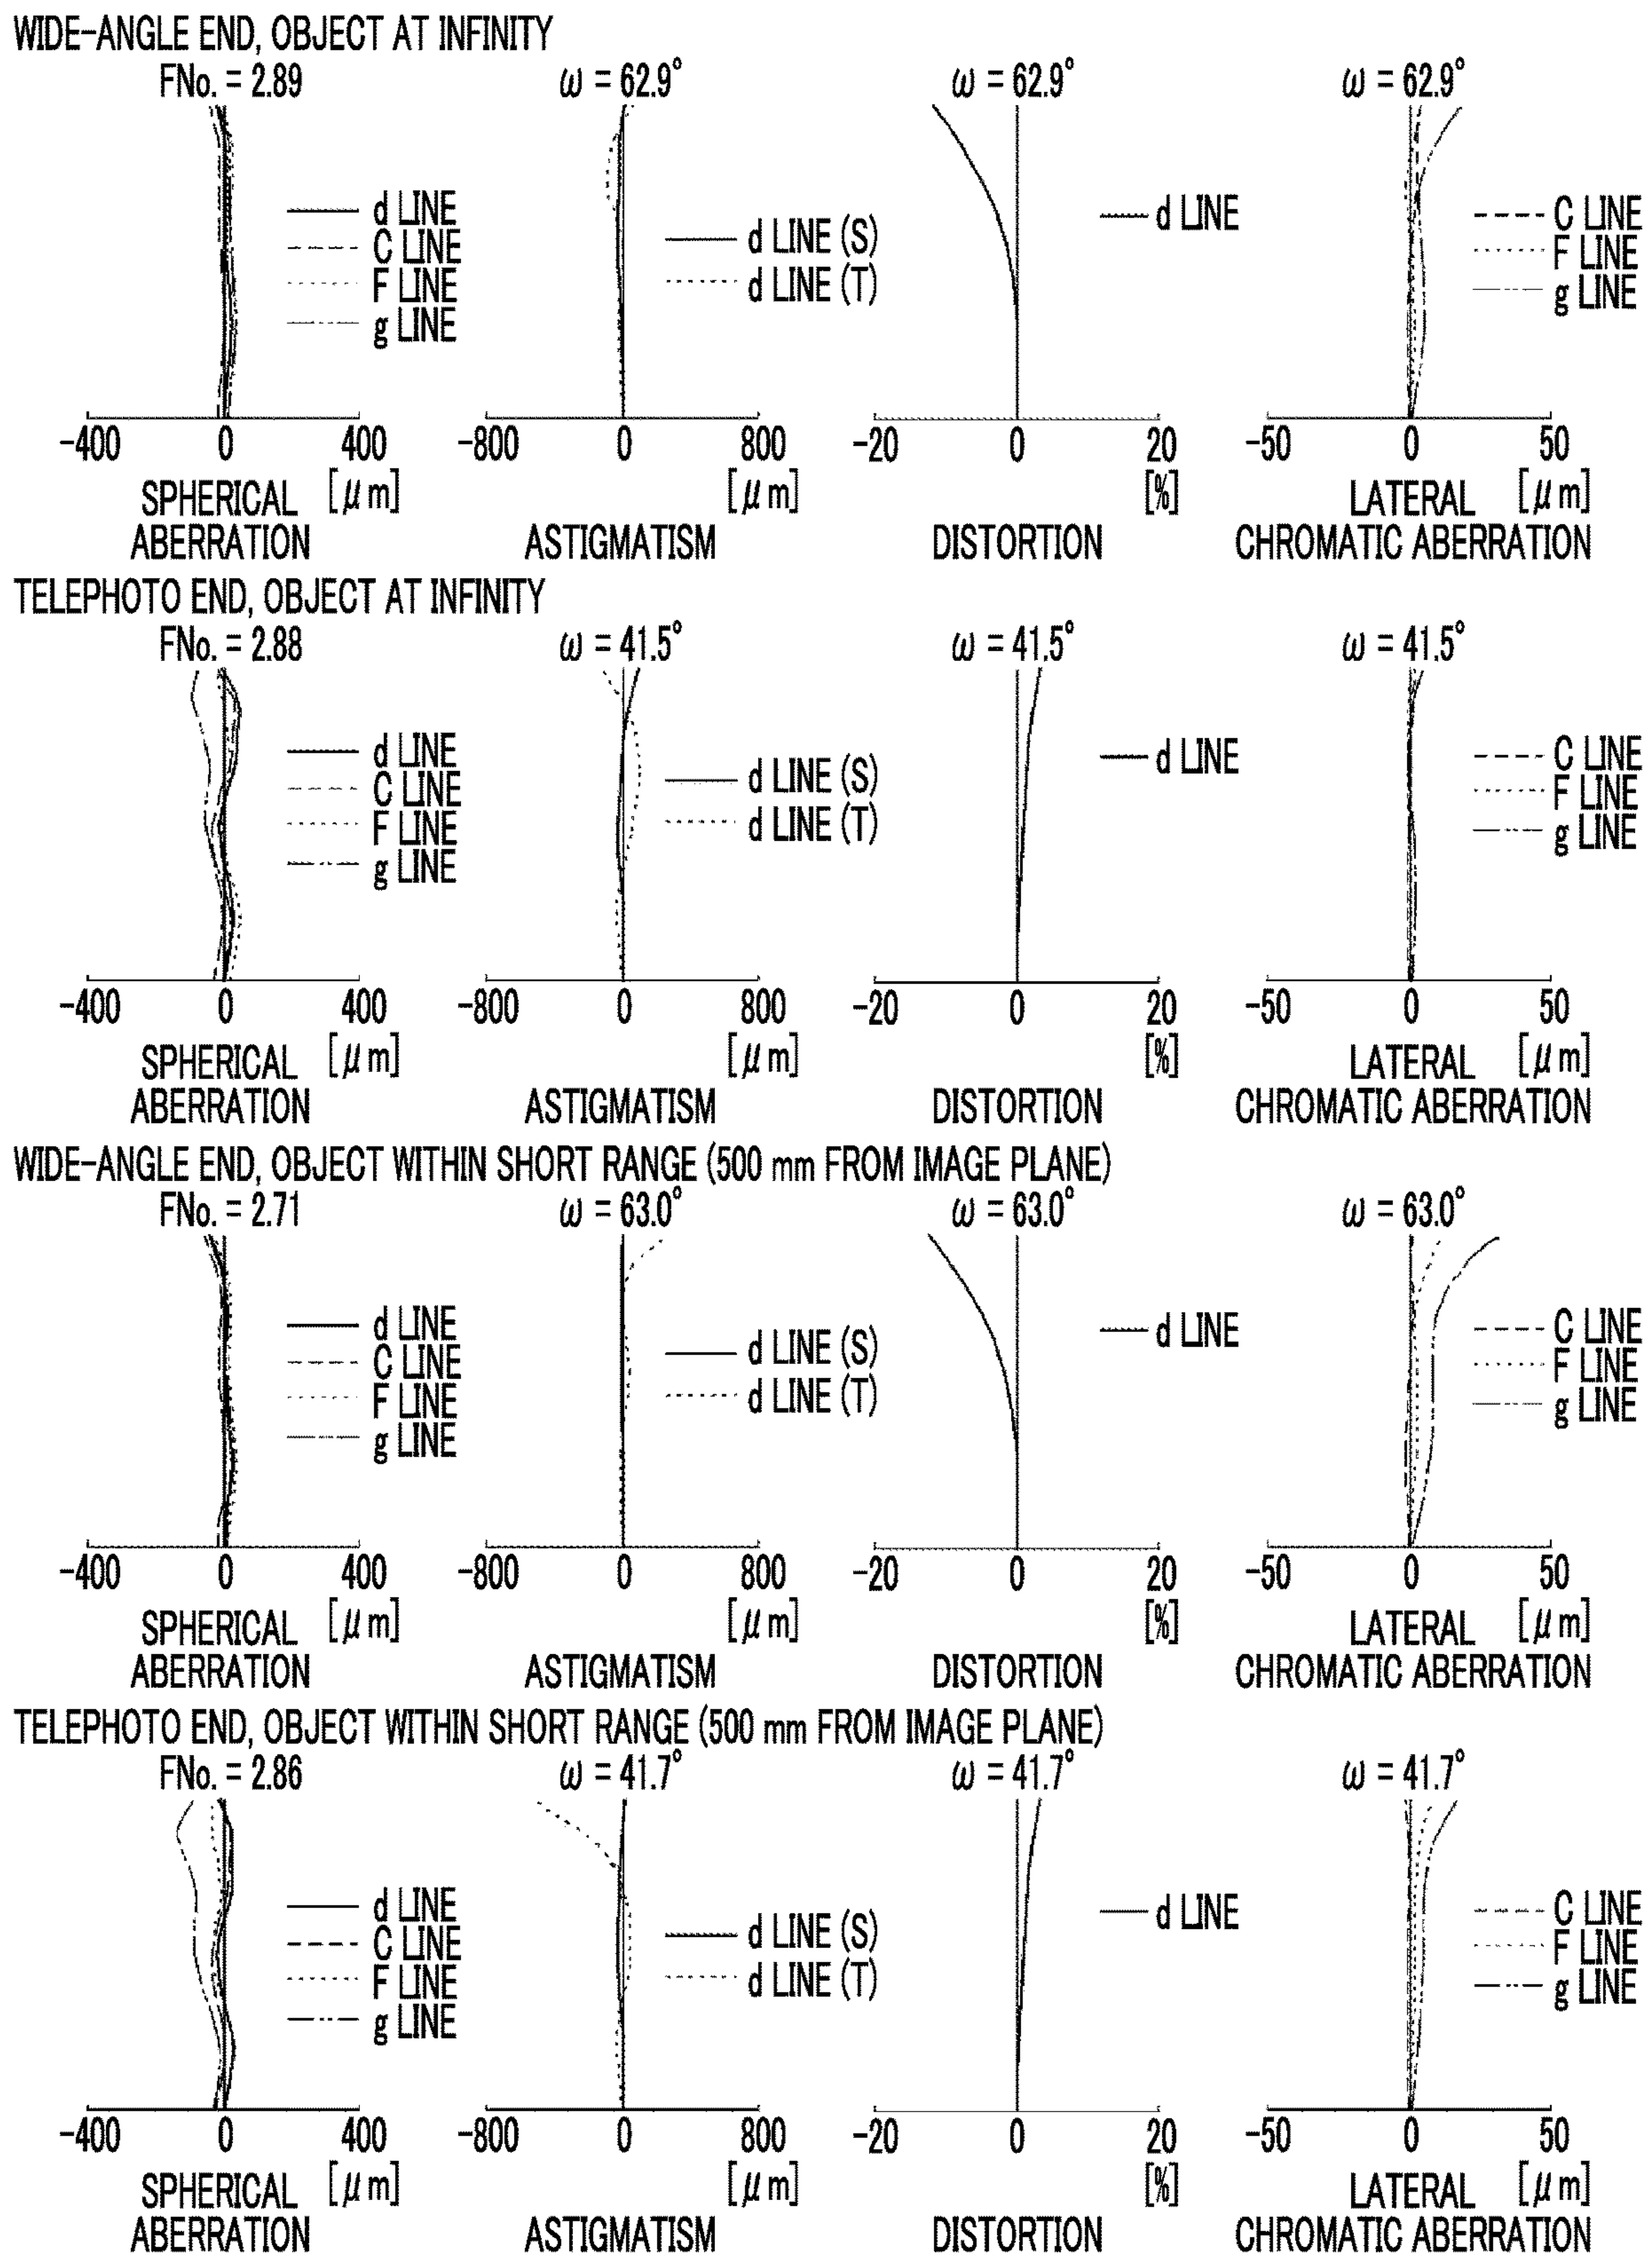 WIDE-ANGLE END, OBJECT AT INFINITY
FNo. = 2.89
ω = 62.9°
ω = 62.9°
ω = 62.9°
d LINE
C LINE
F LINE
g LINE
d LINE (S)
d LINE (T)
d LINE
C LINE
F LINE
g LINE
-400 0 400
-800 0 800
-20 0 20
-50 0 50
[μm]
[μm]
[%]
[μm]
SPHERICAL
ABERRATION
ASTIGMATISM
DISTORTION
LATERAL
CHROMATIC ABERRATION
TELEPHOTO END, OBJECT AT INFINITY
FNo. = 2.88
ω = 41.5°
ω = 41.5°
ω = 41.5°
d LINE
C LINE
F LINE
g LINE
d LINE (S)
d LINE (T)
d LINE
C LINE
F LINE
g LINE
-400 0 400
-800 0 800
-20 0 20
-50 0 50
[μm]
[μm]
[%]
[μm]
SPHERICAL
ABERRATION
ASTIGMATISM
DISTORTION
LATERAL
CHROMATIC ABERRATION
WIDE-ANGLE END, OBJECT WITHIN SHORT RANGE (500 mm FROM IMAGE PLANE)
FNo. = 2.71
ω = 63.0°
ω = 63.0°
ω = 63.0°
d LINE
C LINE
F LINE
g LINE
d LINE (S)
d LINE (T)
d LINE
C LINE
F LINE
g LINE
-400 0 400
-800 0 800
-20 0 20
-50 0 50
[μm]
[μm]
[%]
[μm]
SPHERICAL
ABERRATION
ASTIGMATISM
DISTORTION
LATERAL
CHROMATIC ABERRATION
TELEPHOTO END, OBJECT WITHIN SHORT RANGE (500 mm FROM IMAGE PLANE)
FNo. = 2.86
ω = 41.7°
ω = 41.7°
ω = 41.7°
d LINE
C LINE
F LINE
g LINE
d LINE (S)
d LINE (T)
d LINE
C LINE
F LINE
g LINE
-400 0 400
-800 0 800
-20 0 20
-50 0 50
[μm]
[μm]
[%]
[μm]
SPHERICAL
ABERRATION
ASTIGMATISM
DISTORTION
LATERAL
CHROMATIC ABERRATION